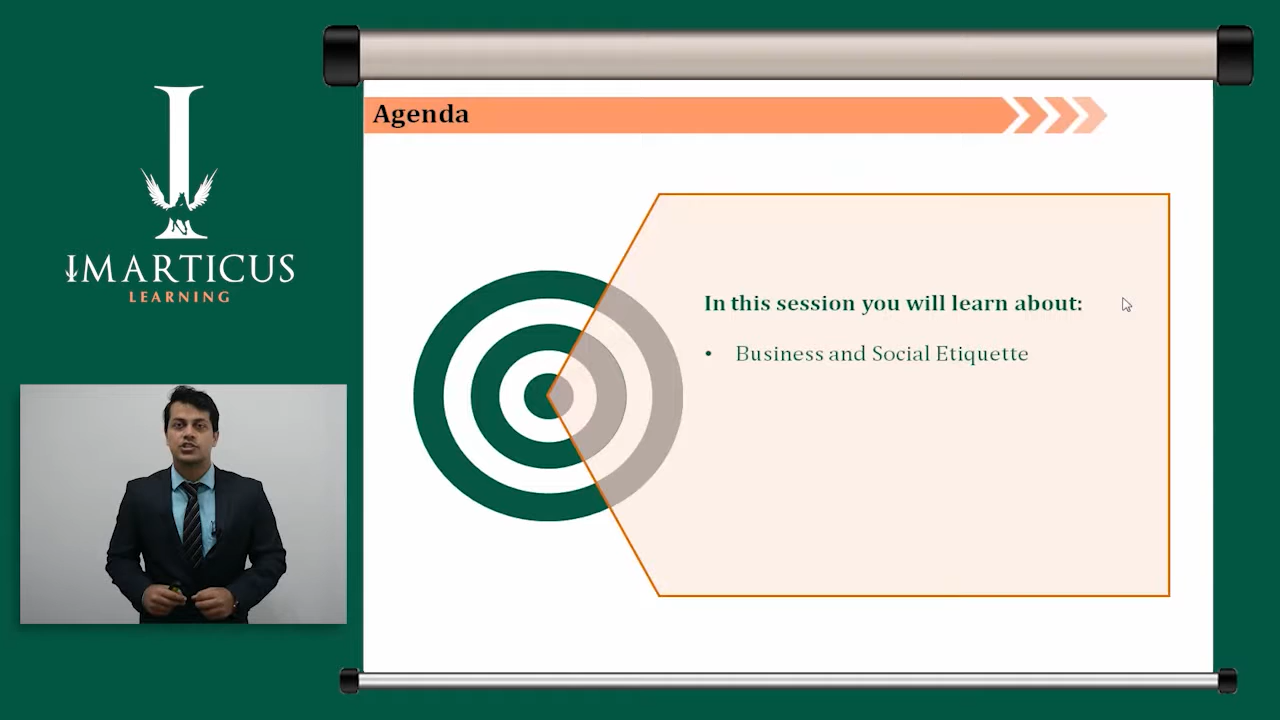 IMARTICUS
LEARNING
Agenda
In this session you will learn about:
• Business and Social Etiquette